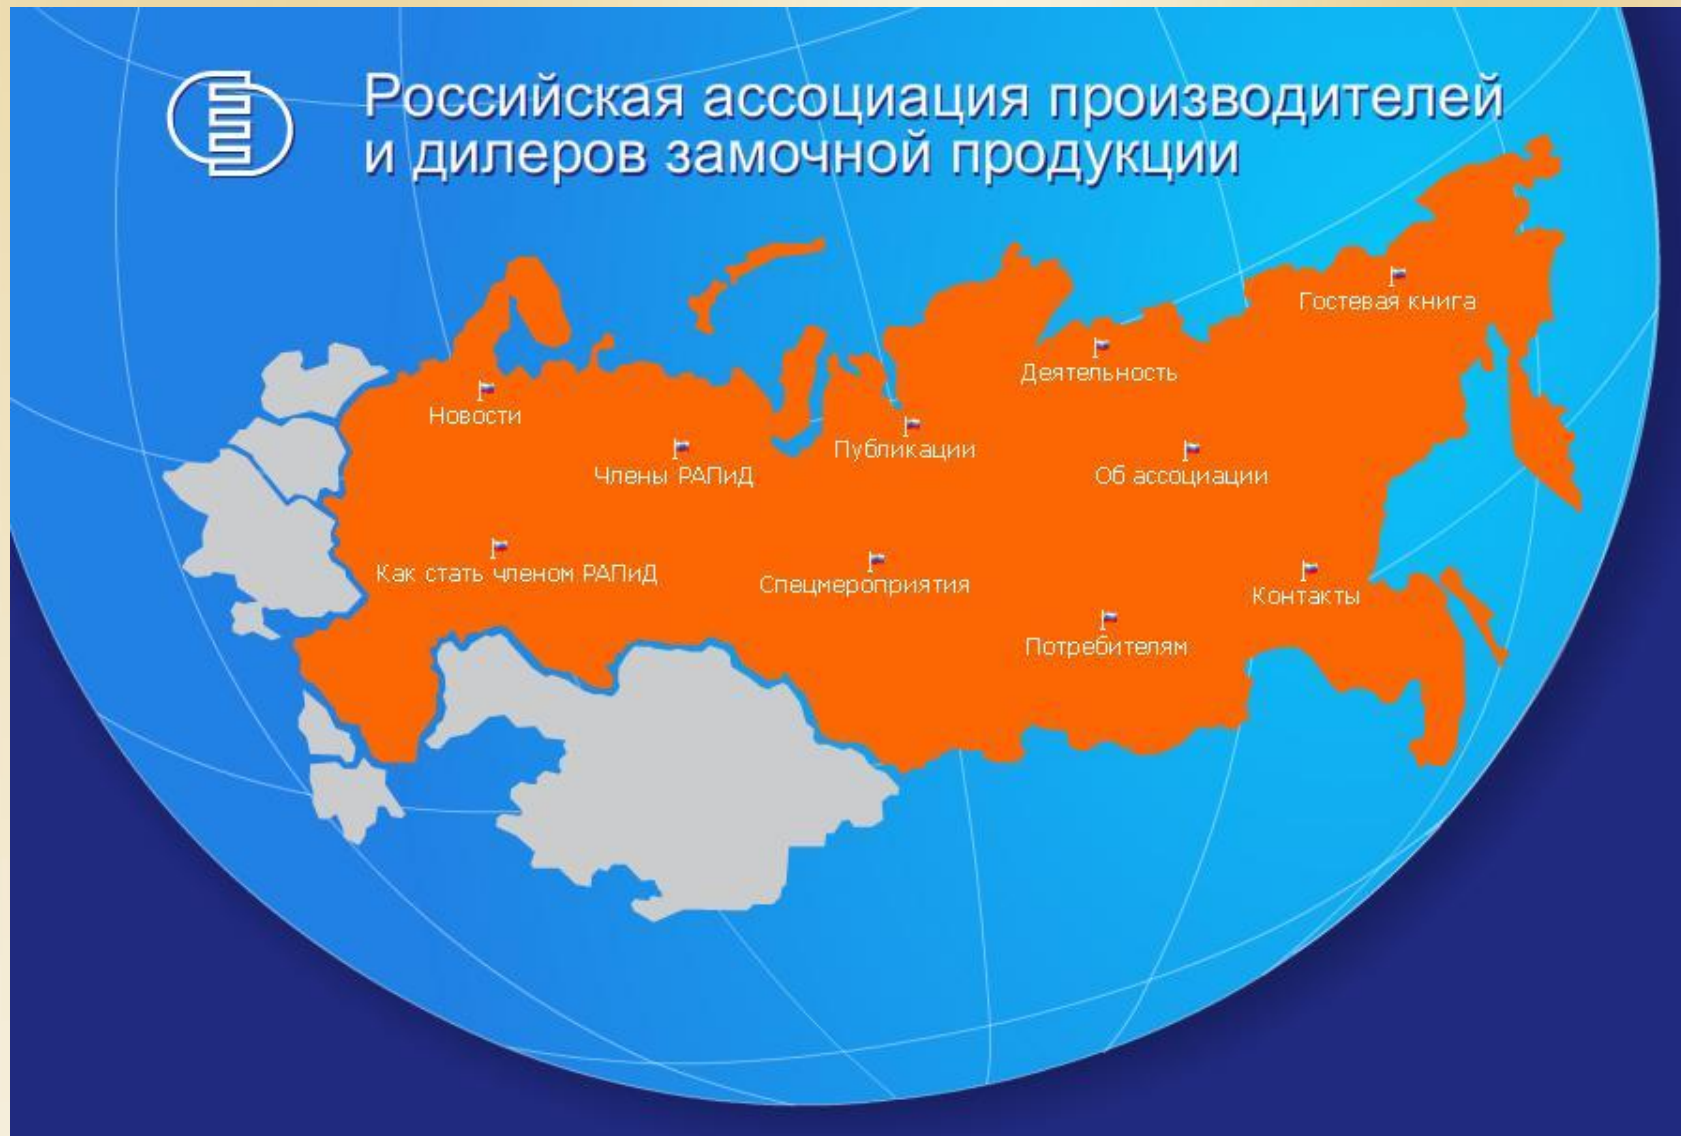 Российская ассоциация производителей
и дилеров замочной продукции
Гостевая книга
Деятельность
Новости
Публикации
Члены РАПиД
Об ассоциации
Как стать членом РАПиД
Спецмероприятия
Контакты
Потребителям